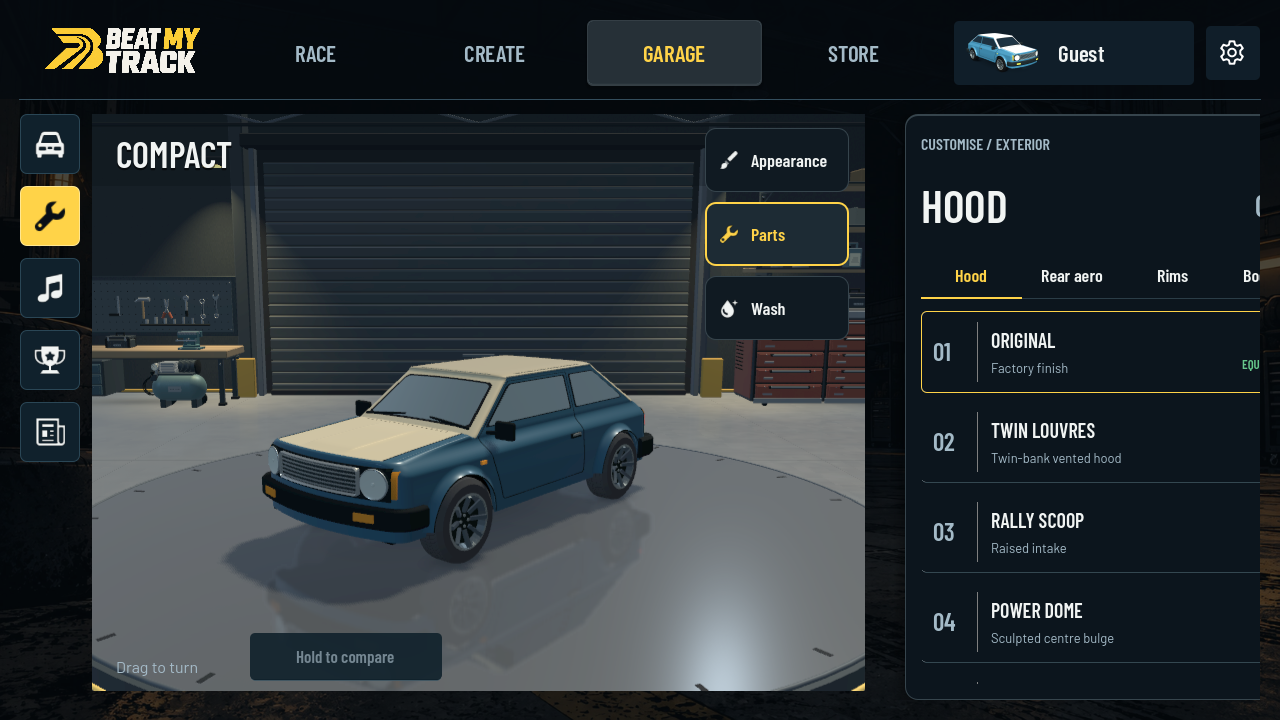 BEAT MY TRACK
RACE
CREATE
GARAGE
STORE
Guest
COMPACT
Appearance
Parts
Wash
Drag to turn
Hold to compare
CUSTOMISE / EXTERIOR
HOOD
Hood
Rear aero
Rims
Bo
01
ORIGINAL
Factory finish
EQU
02
TWIN LOUVRES
Twin-bank vented hood
03
RALLY SCOOP
Raised intake
04
POWER DOME
Sculpted centre bulge